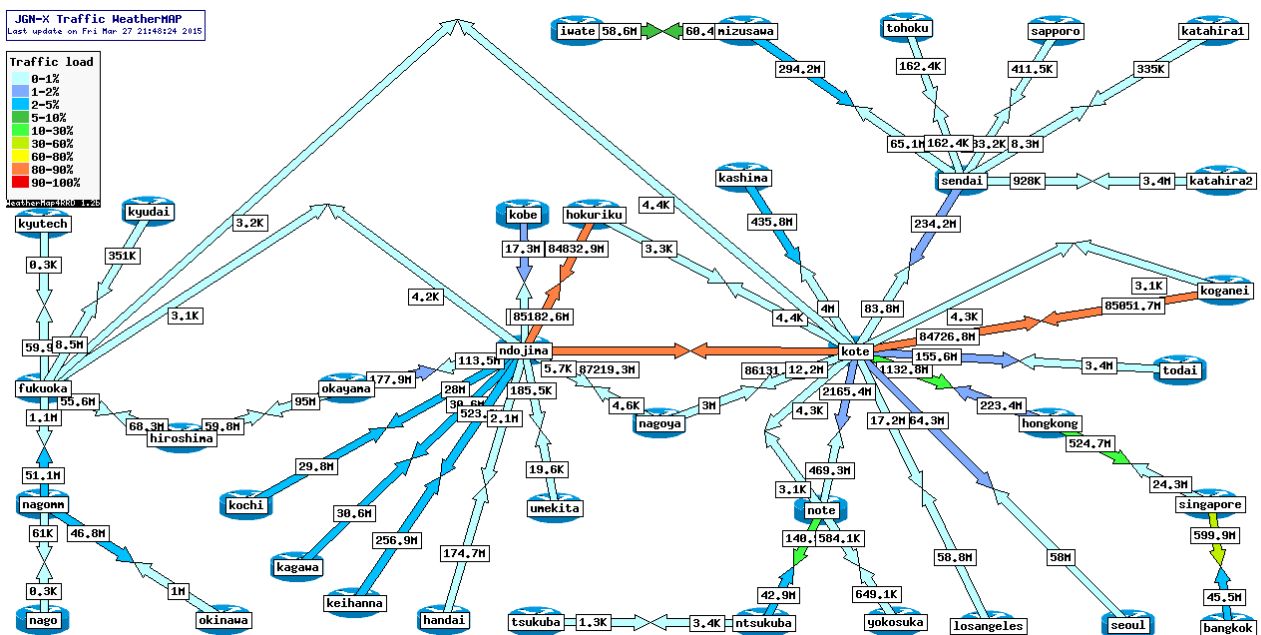 JGN-X Traffic WeatherMAP
Last update on Fri Mar 27 21:48:24 2015
Traffic load
0-1%
1-2%
2-5%
5-10%
10-30%
30-60%
60-80%
80-90%
90-100%
WeatherMap4RRD 1.2b
iwate 58.6M 60.4 mizusawa
tohoku
sapporo
katahira1
294.2M
162.4K
411.5K
335K
65.1M 162.4K 33.2K 8.3M
kashima
sendai 928K 3.4M katahira2
kyutech
kyudai
3.2K
4.4K
kobe
hokuriku
435.8M
234.2M
0.3K
351K
17.3M 84832.9M
3.3K
koganei
3.1K
4.2K
3.1K
85051.7M
59.9 8.5M
85182.6M
4.4K
4M
83.8M
4.3K
84726.8M
ndojima
kote
155.6M
3.4M
todai
fukuoka
55.6M
okayama
177.9M
113.5M
5.7K 87219.3M
86131
12.2M
1132.8M
1.1M
68.3M
59.8M
95M
28M
30.6M
185.5K
4.6K
3M
2165.4M
hiroshima
523.
2.1M
nagoya
4.3K
17.2M 64.3M
223.4M
hongkong
524.7M
51.1M
29.8M
19.6K
469.3M
24.3M
nagomm
kochi
umekita
3.1K
note
singapore
61K
46.8M
30.6M
256.9M
174.7M
140. 584.1K
58.8M
58M
599.9M
kagawa
0.3K
1M
keihanna
42.9M
649.1K
45.5M
nago
okinawa
handai
tsukuba 1.3K 3.4K ntsukuba
yokosuka
losangeles
seoul
bangkok